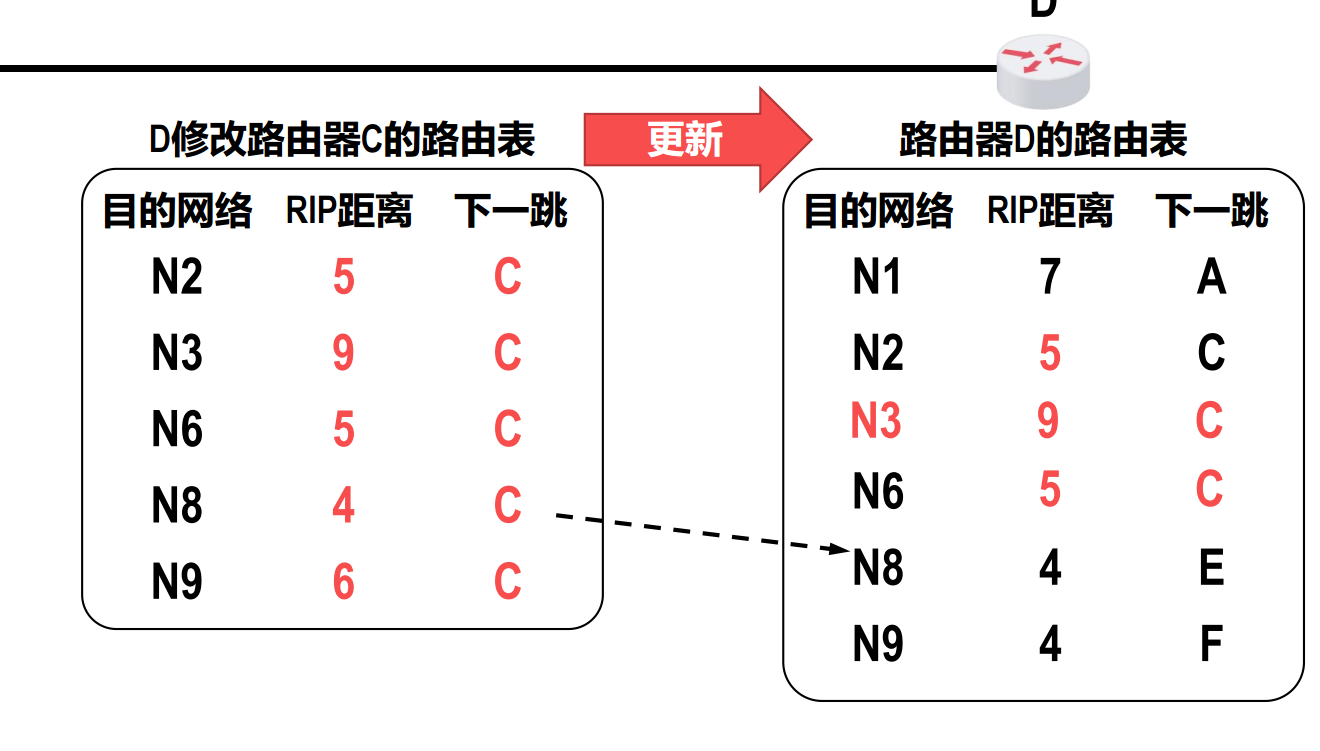 D
D修改路由器C的路由表
更新
路由器D的路由表
目的网络 RIP距离 下一跳
N2 5 C
N3 9 C
N6 5 C
N8 4 C
N9 6 C
目的网络 RIP距离 下一跳
N1 7 A
N2 5 C
N3 9 C
N6 5 C
N8 4 E
N9 4 F